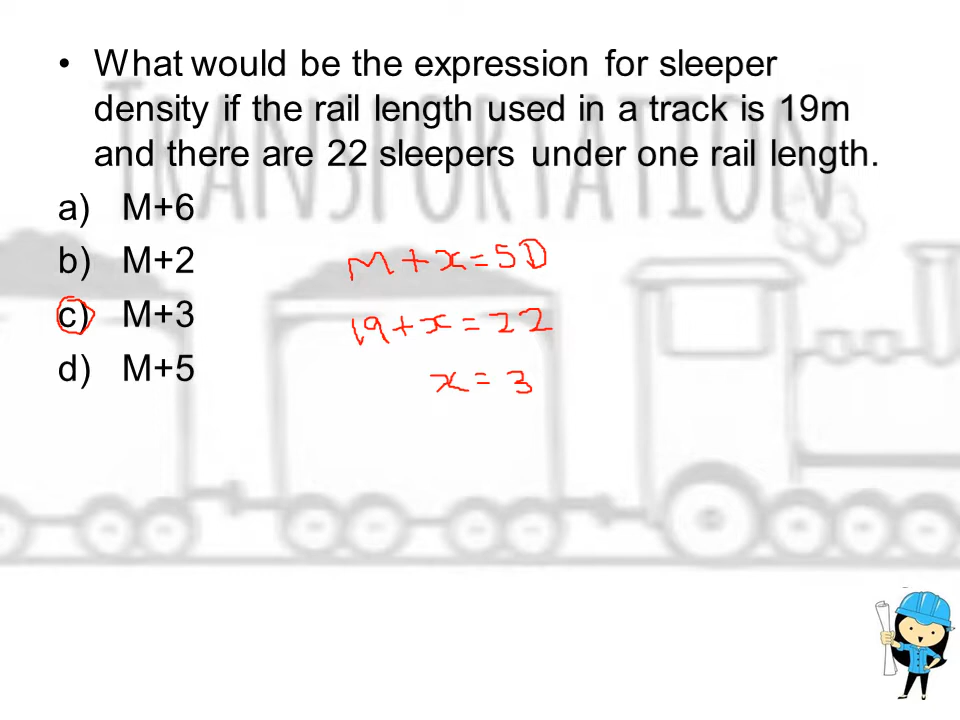 TRANSPORTATION
• What would be the expression for sleeper
density if the rail length used in a track is 19m
and there are 22 sleepers under one rail length.
a) M+6
b) M+2
c) M+3
d) M+5
M+x=SD
19+x=22
x=3